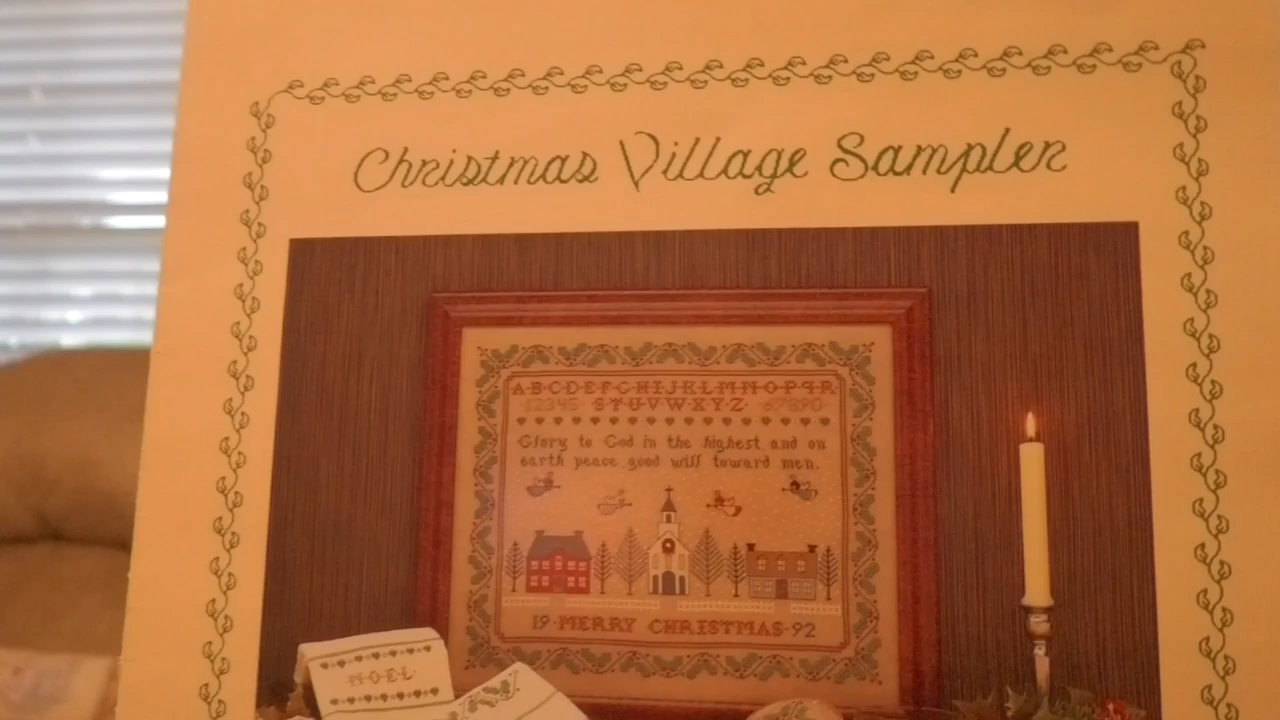 Christmas Village Sampler
ABCDEFGHIJKLMNOPQR
12345 STUVWXYZ 67890
Glory to God in the highest and on
earth peace good will toward men.
19·MERRY CHRISTMAS·92
NOEL